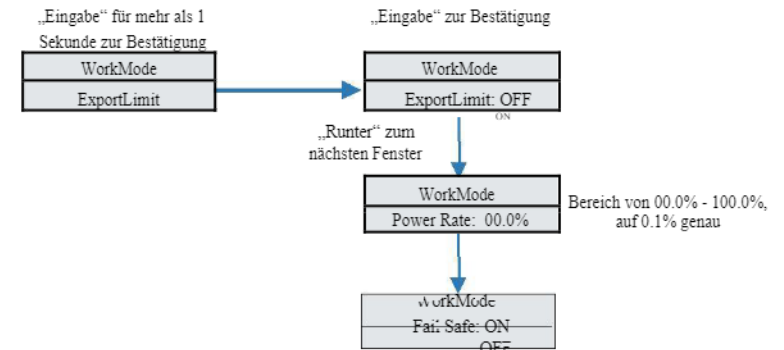 „Eingabe“ für mehr als 1
Sekunde zur Bestätigung
WorkMode
ExportLimit
„Eingabe“ zur Bestätigung
WorkMode
ExportLimit: OFF
ON
„Runter“ zum
nächsten Fenster
WorkMode
Power Rate: 00.0%
Bereich von 00.0% - 100.0%,
auf 0.1% genau
WorkMode
Fail Safe: ON
OFF